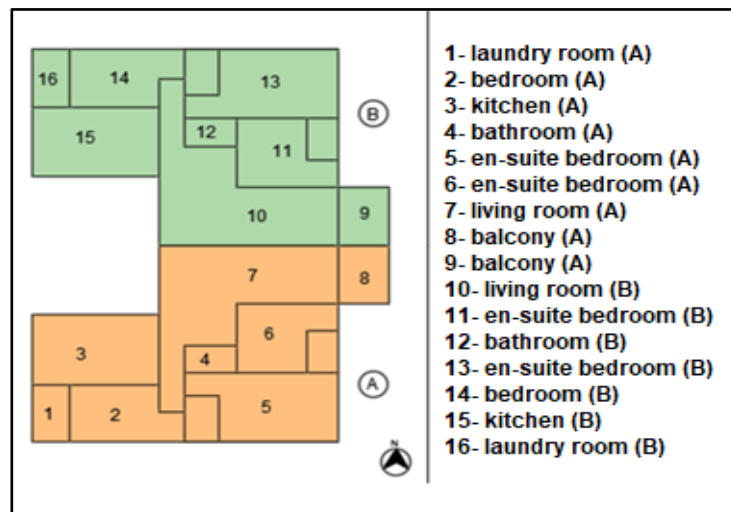 16
14
13
15
12
B
11
10
9
7
8
3
6
4
A
1
2
5
N
1- laundry room (A)
2- bedroom (A)
3- kitchen (A)
4- bathroom (A)
5- en-suite bedroom (A)
6- en-suite bedroom (A)
7- living room (A)
8- balcony (A)
9- balcony (A)
10- living room (B)
11- en-suite bedroom (B)
12- bathroom (B)
13- en-suite bedroom (B)
14- bedroom (B)
15- kitchen (B)
16- laundry room (B)